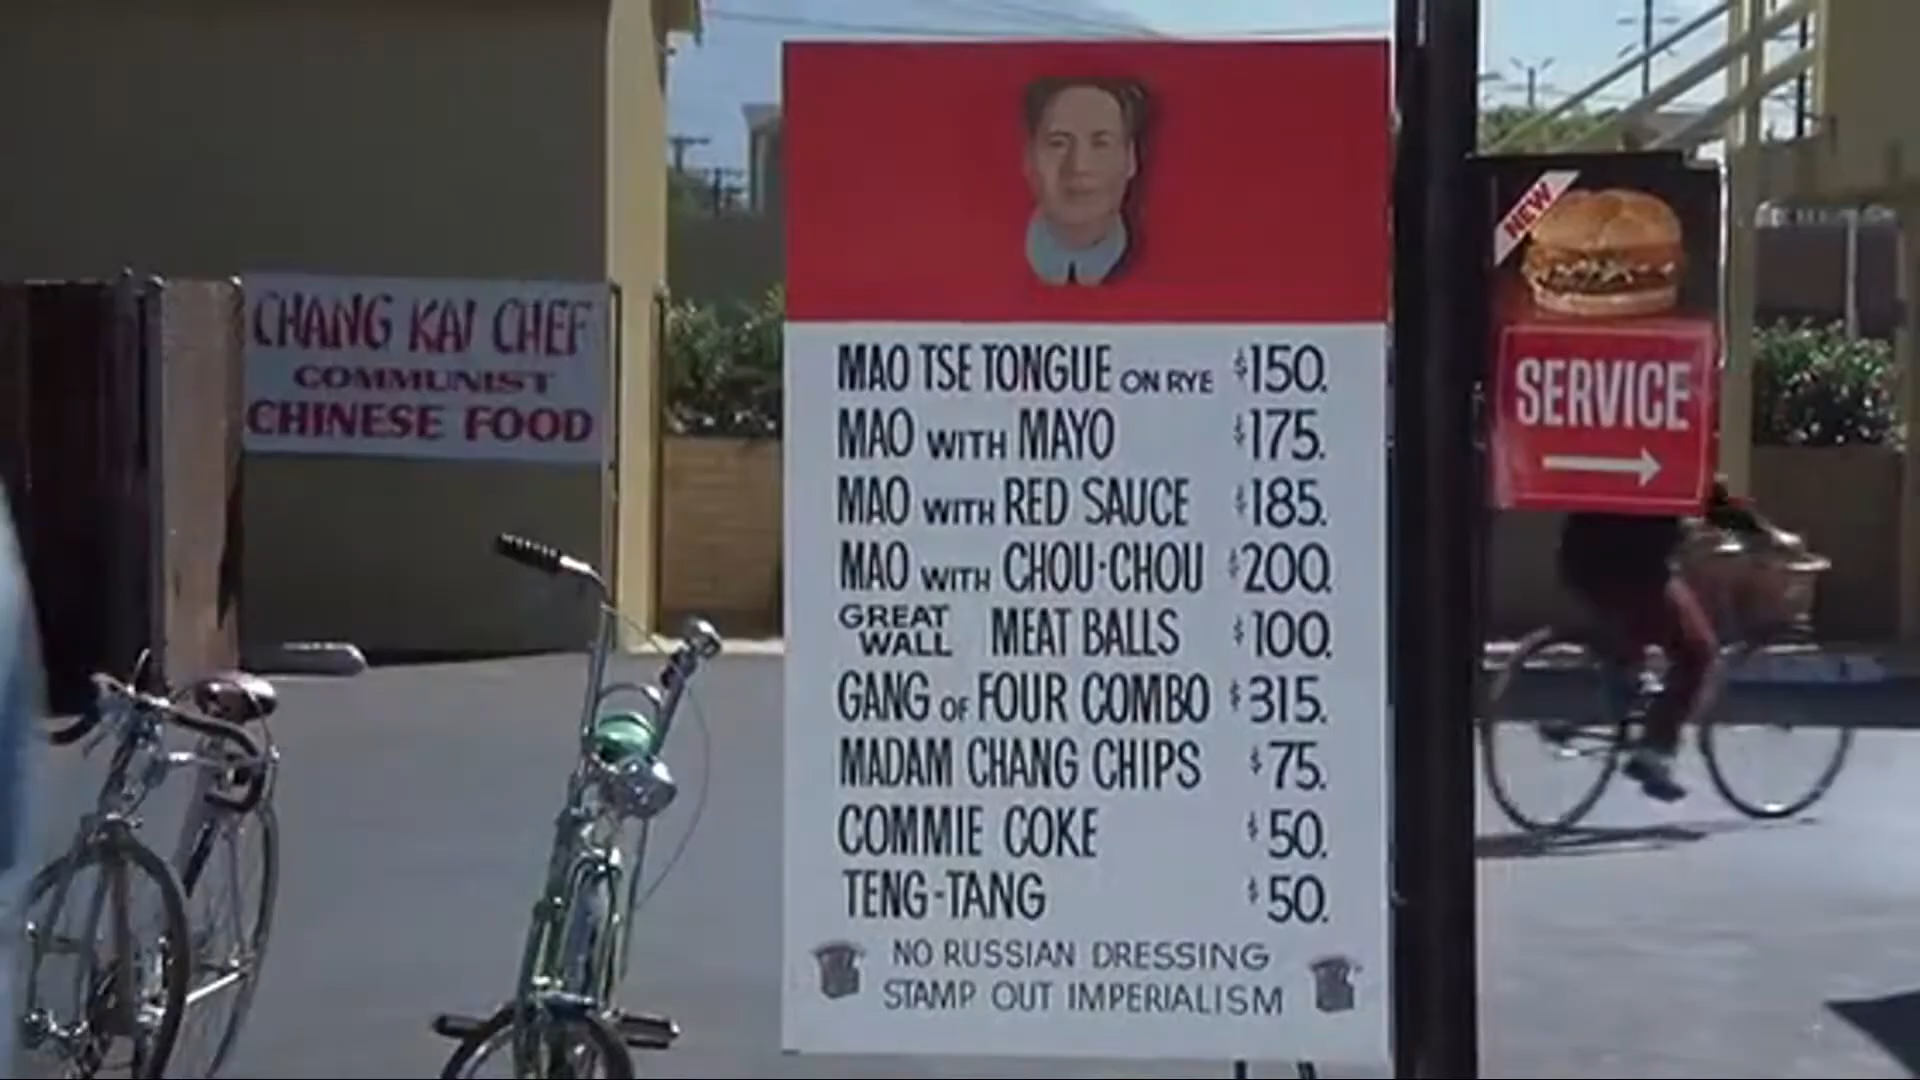 CHANG KAI CHEF
COMMUNIST
CHINESE FOOD
MAO TSE TONGUE ON RYE $150.
MAO WITH MAYO $175.
MAO WITH RED SAUCE $185.
MAO WITH CHOU-CHOU $200.
GREAT WALL MEAT BALLS $100.
GANG OF FOUR COMBO $315.
MADAM CHANG CHIPS $75.
COMMIE COKE $50.
TENG-TANG $50.
NO RUSSIAN DRESSING
STAMP OUT IMPERIALISM
NEW
SERVICE